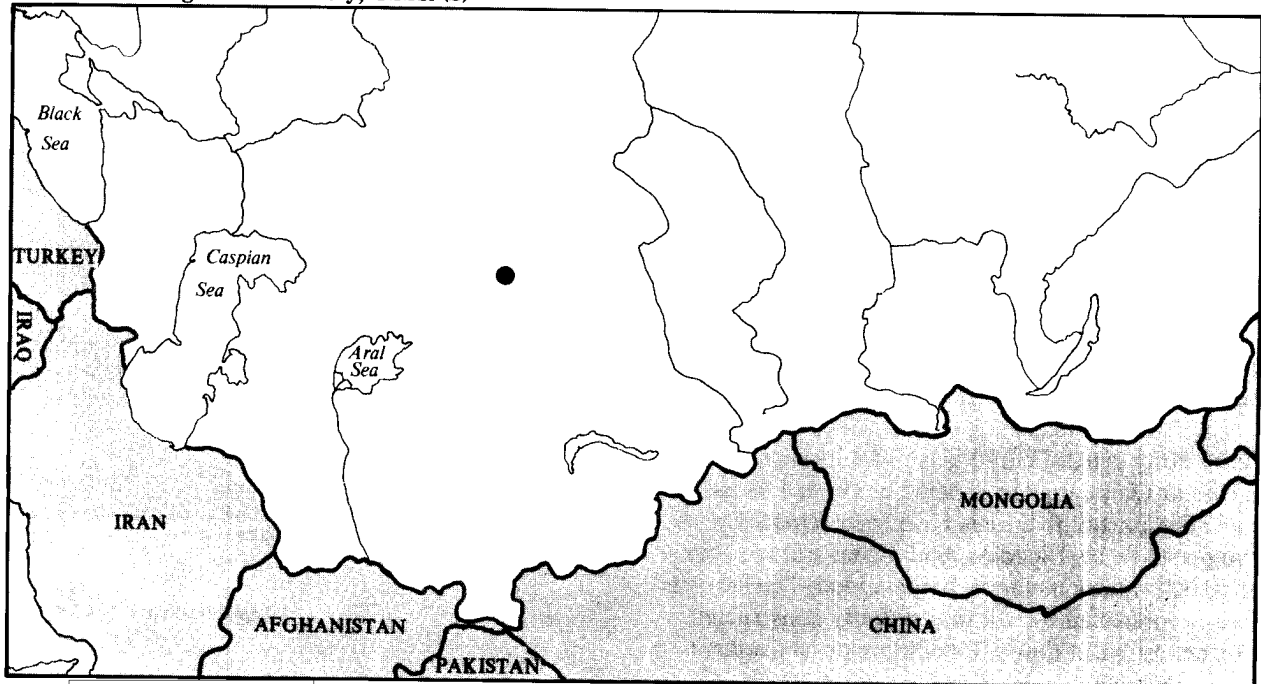 Black
Sea
TURKEY
Caspian
Sea
IRAQ
Aral
Sea
IRAN
MONGOLIA
AFGHANISTAN
CHINA
PAKISTAN